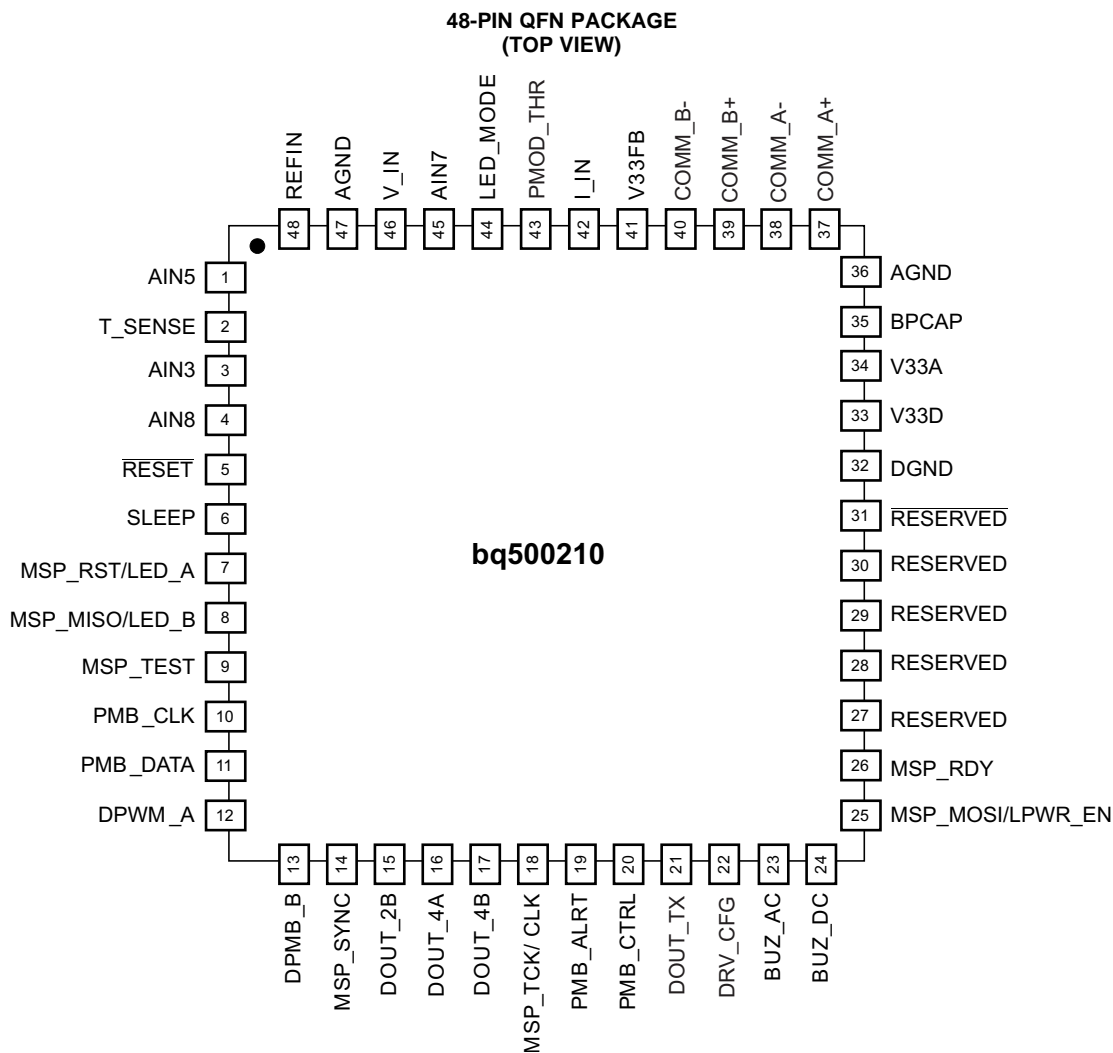 48-PIN QFN PACKAGE
(TOP VIEW)
REFIN
AGND
V_IN
AIN7
LED_MODE
PMOD_THR
I_IN
V33FB
COMM_B-
COMM_B+
COMM_A-
COMM_A+
48
47
46
45
44
43
42
41
40
39
38
37
AIN5 1
T_SENSE 2
AIN3 3
AIN8 4
RESET 5
SLEEP 6
MSP_RST/LED_A 7
MSP_MISO/LED_B 8
MSP_TEST 9
PMB_CLK 10
PMB_DATA 11
DPWM_A 12
bq500210
36 AGND
35 BPCAP
34 V33A
33 V33D
32 DGND
31 RESERVED
30 RESERVED
29 RESERVED
28 RESERVED
27 RESERVED
26 MSP_RDY
25 MSP_MOSI/LPWR_EN
13
14
15
16
17
18
19
20
21
22
23
24
DPMB_B
MSP_SYNC
DOUT_2B
DOUT_4A
DOUT_4B
MSP_TCK/ CLK
PMB_ALRT
PMB_CTRL
DOUT_TX
DRV_CFG
BUZ_AC
BUZ_DC